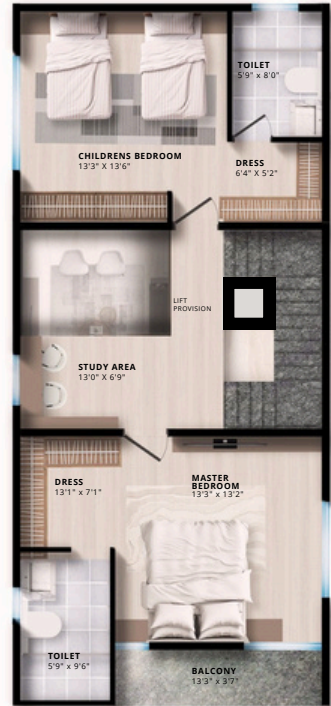 TOILET
5'9" x 8'0"
CHILDRENS BEDROOM
13'3" X 13'6"
DRESS
6'4" X 5'2"
LIFT
PROVISION
STUDY AREA
13'0" X 6'9"
DRESS
13'1" x 7'1"
MASTER
BEDROOM
13'3" x 13'2"
TOILET
5'9" x 9'6"
BALCONY
13'3" x 3'7"